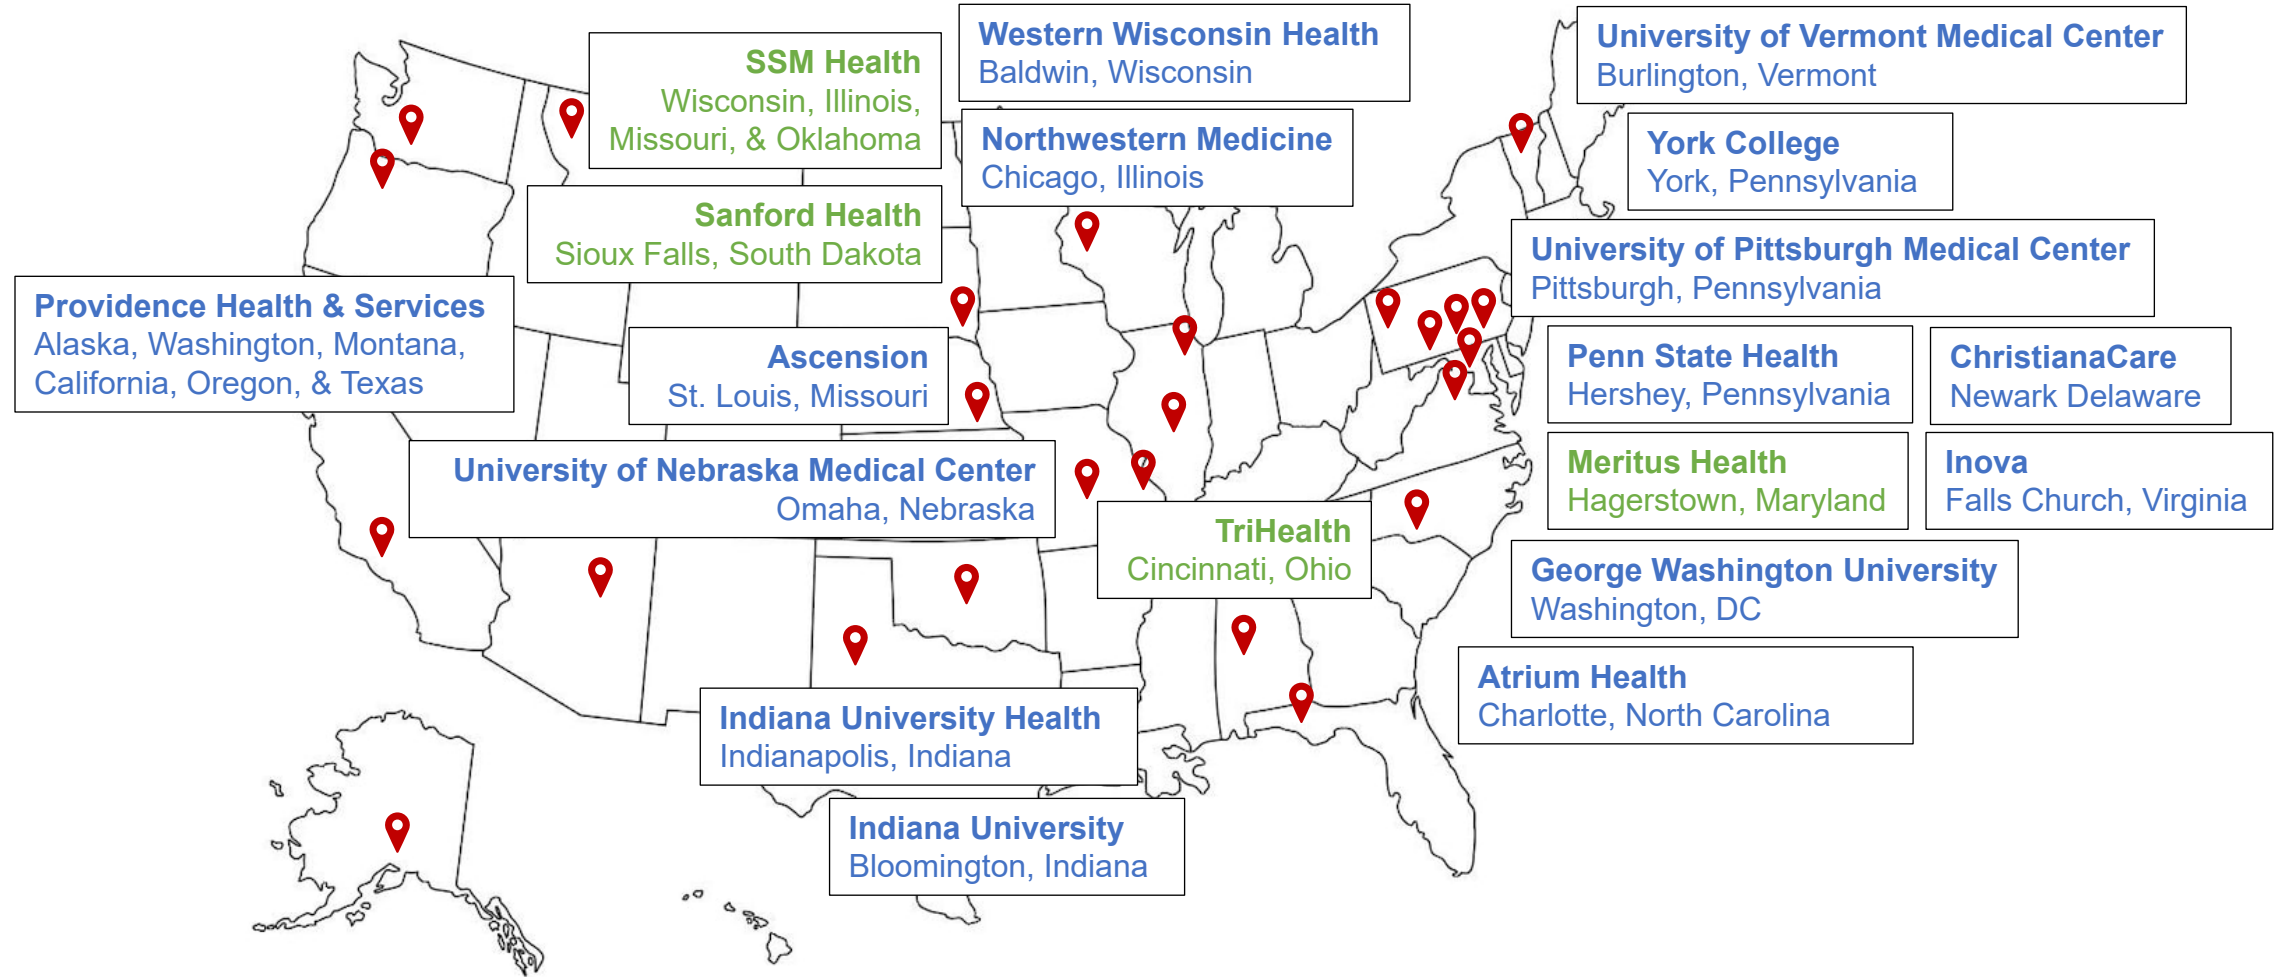 SSM Health
Wisconsin, Illinois,
Missouri, & Oklahoma
Western Wisconsin Health
Baldwin, Wisconsin
University of Vermont Medical Center
Burlington, Vermont
Northwestern Medicine
Chicago, Illinois
York College
York, Pennsylvania
Sanford Health
Sioux Falls, South Dakota
University of Pittsburgh Medical Center
Pittsburgh, Pennsylvania
Providence Health & Services
Alaska, Washington, Montana,
California, Oregon, & Texas
Ascension
St. Louis, Missouri
Penn State Health
Hershey, Pennsylvania
ChristianaCare
Newark Delaware
University of Nebraska Medical Center
Omaha, Nebraska
Meritus Health
Hagerstown, Maryland
Inova
Falls Church, Virginia
TriHealth
Cincinnati, Ohio
George Washington University
Washington, DC
Atrium Health
Charlotte, North Carolina
Indiana University Health
Indianapolis, Indiana
Indiana University
Bloomington, Indiana